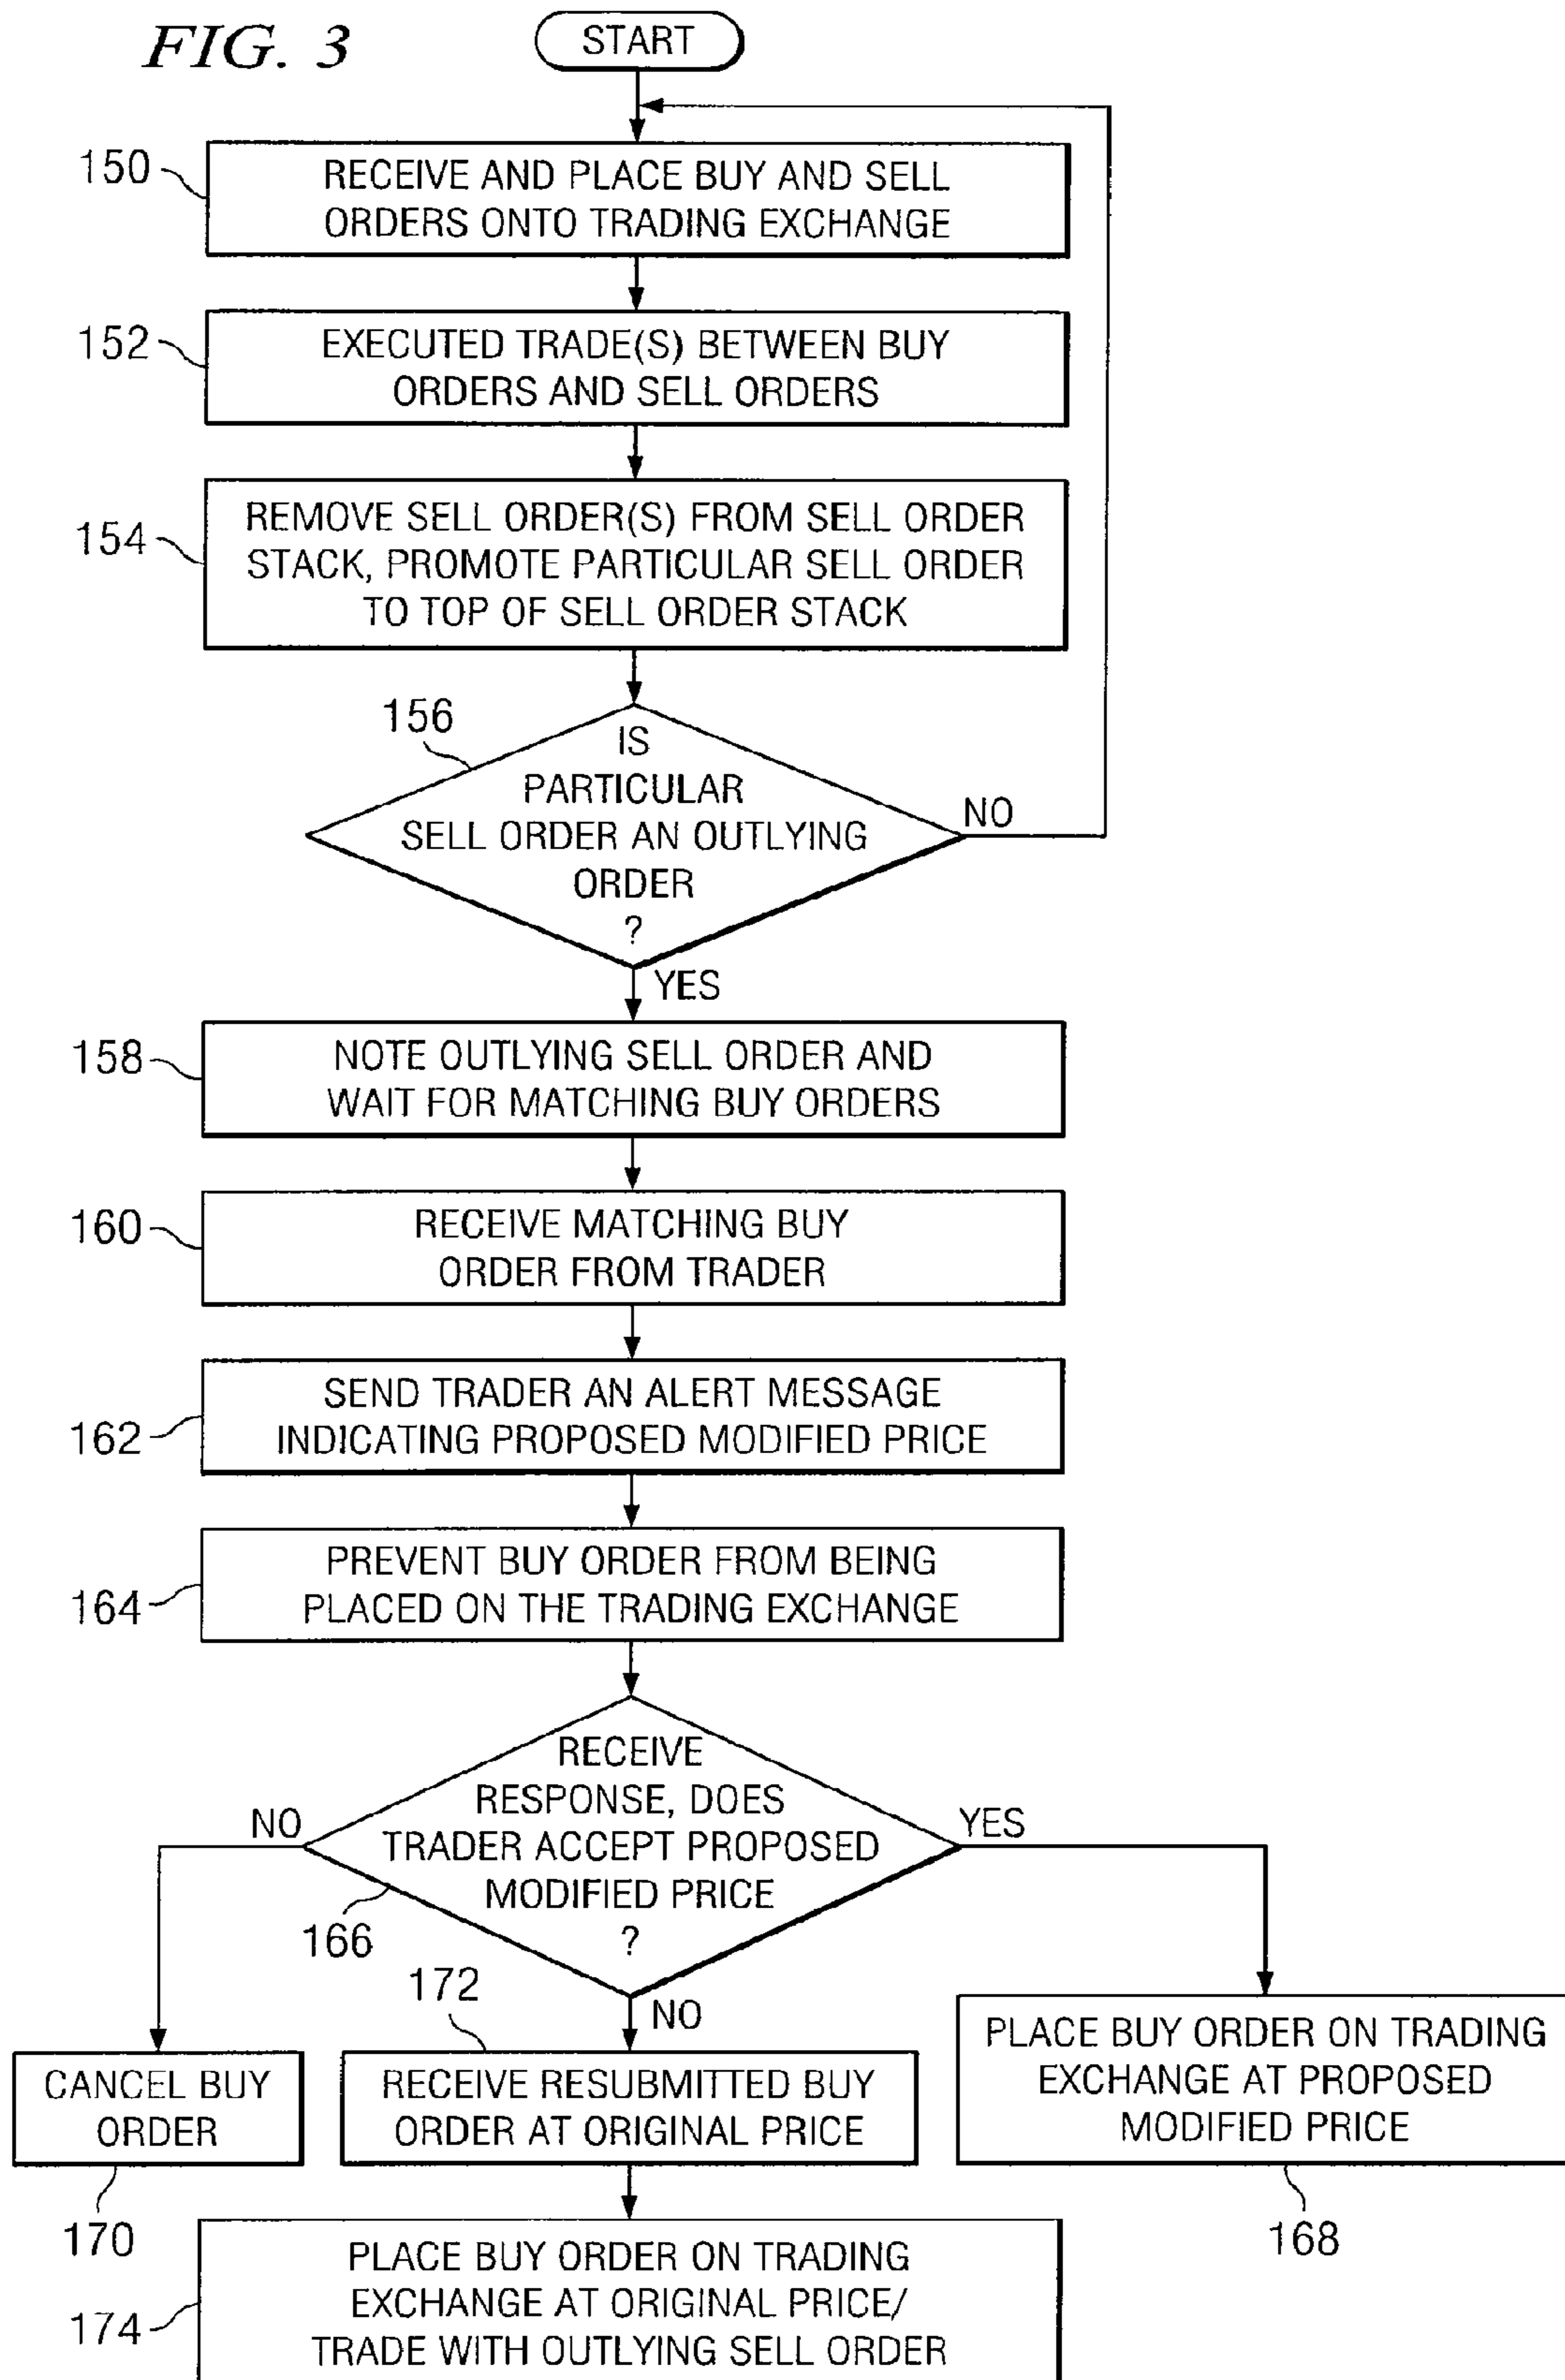 FIG. 3
START
150
RECEIVE AND PLACE BUY AND SELL
ORDERS ONTO TRADING EXCHANGE
152
EXECUTED TRADE(S) BETWEEN BUY
ORDERS AND SELL ORDERS
154
REMOVE SELL ORDER(S) FROM SELL ORDER
STACK, PROMOTE PARTICULAR SELL ORDER
TO TOP OF SELL ORDER STACK
156
IS
PARTICULAR
SELL ORDER AN OUTLYING
ORDER
?
NO
YES
158
NOTE OUTLYING SELL ORDER AND
WAIT FOR MATCHING BUY ORDERS
160
RECEIVE MATCHING BUY
ORDER FROM TRADER
162
SEND TRADER AN ALERT MESSAGE
INDICATING PROPOSED MODIFIED PRICE
164
PREVENT BUY ORDER FROM BEING
PLACED ON THE TRADING EXCHANGE
RECEIVE
RESPONSE, DOES
TRADER ACCEPT PROPOSED
MODIFIED PRICE
?
NO
YES
166
172
NO
CANCEL BUY
ORDER
170
RECEIVE RESUBMITTED BUY
ORDER AT ORIGINAL PRICE
PLACE BUY ORDER ON TRADING
EXCHANGE AT PROPOSED
MODIFIED PRICE
168
174
PLACE BUY ORDER ON TRADING
EXCHANGE AT ORIGINAL PRICE/
TRADE WITH OUTLYING SELL ORDER